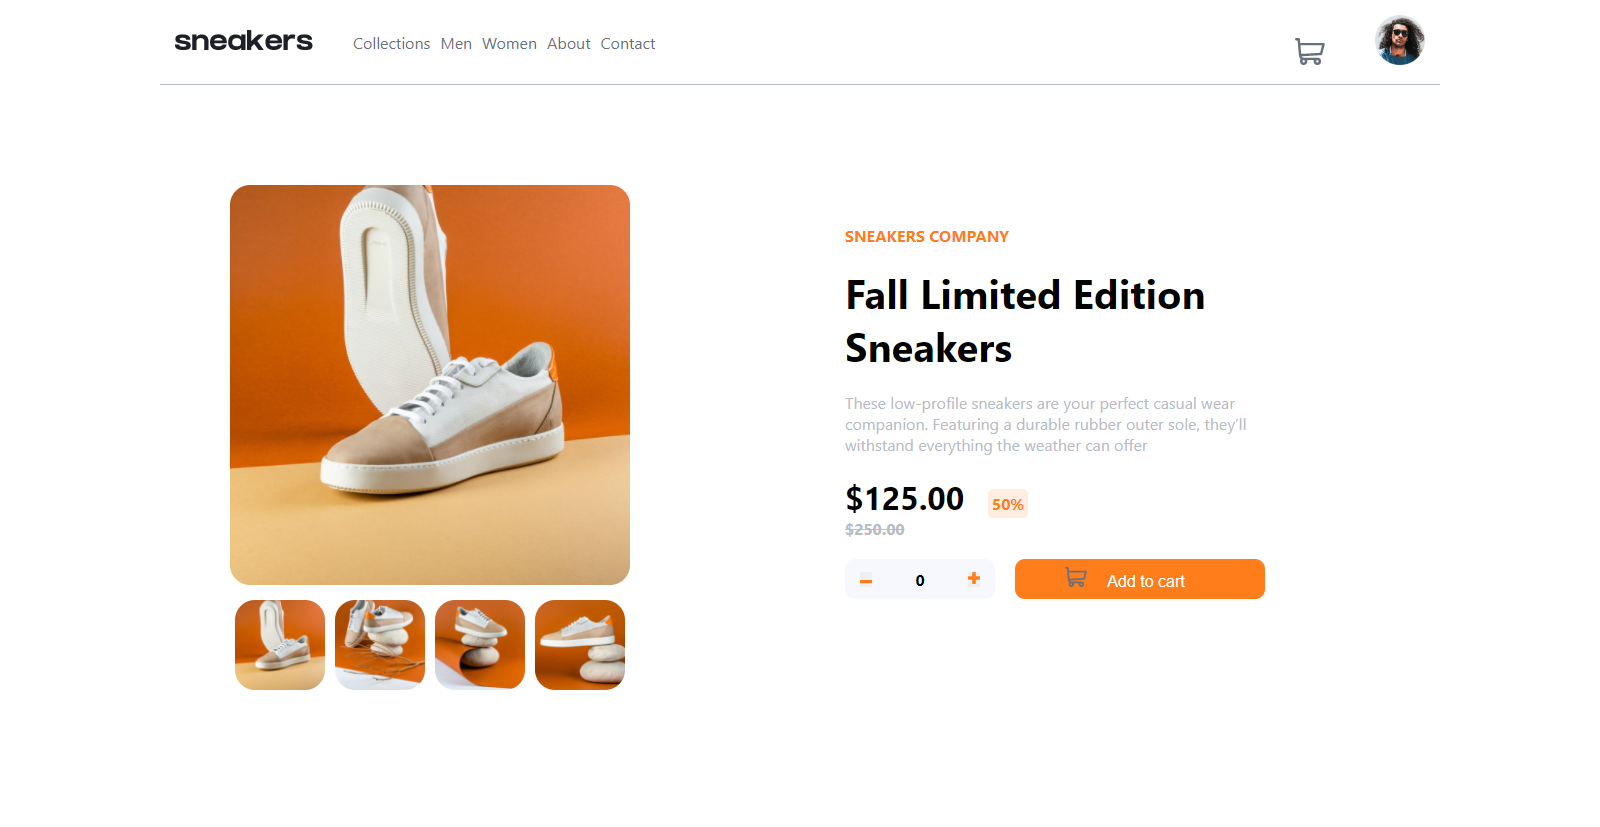 sneakers
Collections Men Women About Contact
SNEAKERS COMPANY
Fall Limited Edition
Sneakers
These low-profile sneakers are your perfect casual wear
companion. Featuring a durable rubber outer sole, they’ll
withstand everything the weather can offer
$125.00 50%
$250.00
0
Add to cart